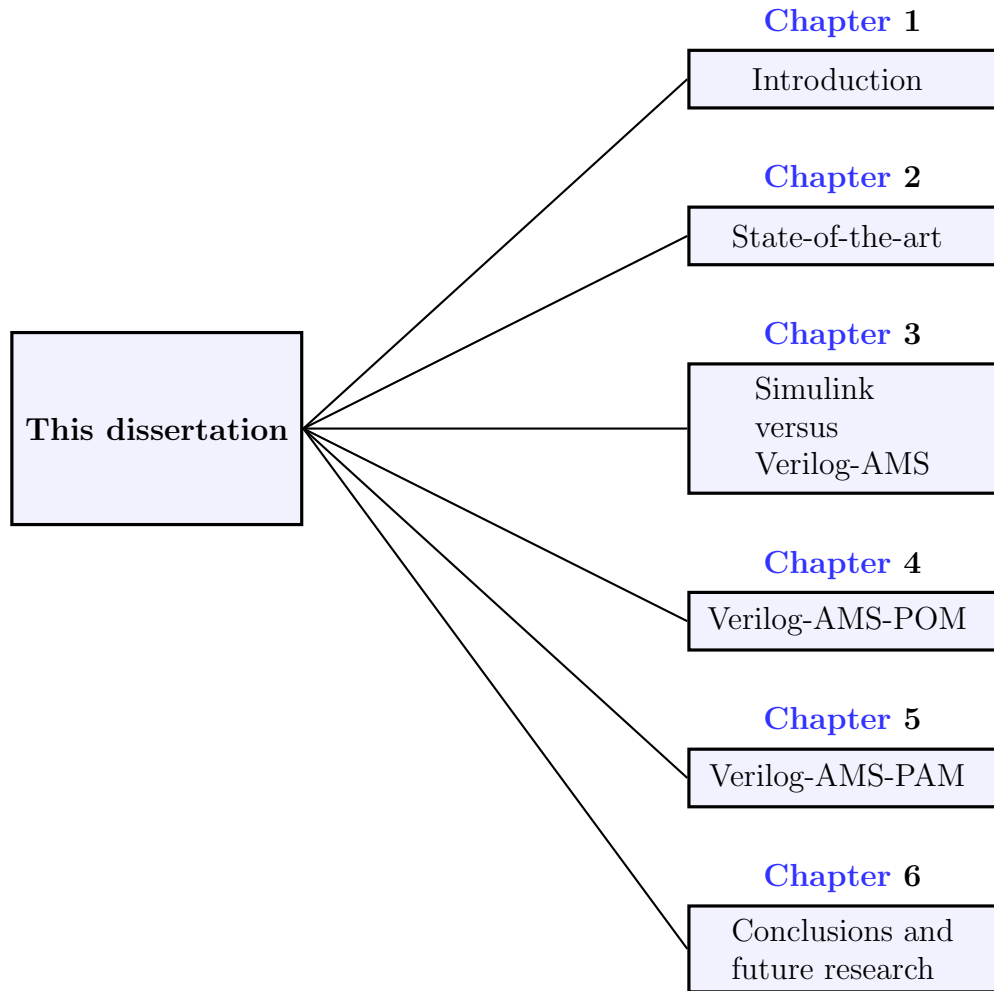 Chapter 1
Introduction
Chapter 2
State-of-the-art
Chapter 3
Simulink
versus
Verilog-AMS
This dissertation
Chapter 4
Verilog-AMS-POM
Chapter 5
Verilog-AMS-PAM
Chapter 6
Conclusions and
future research